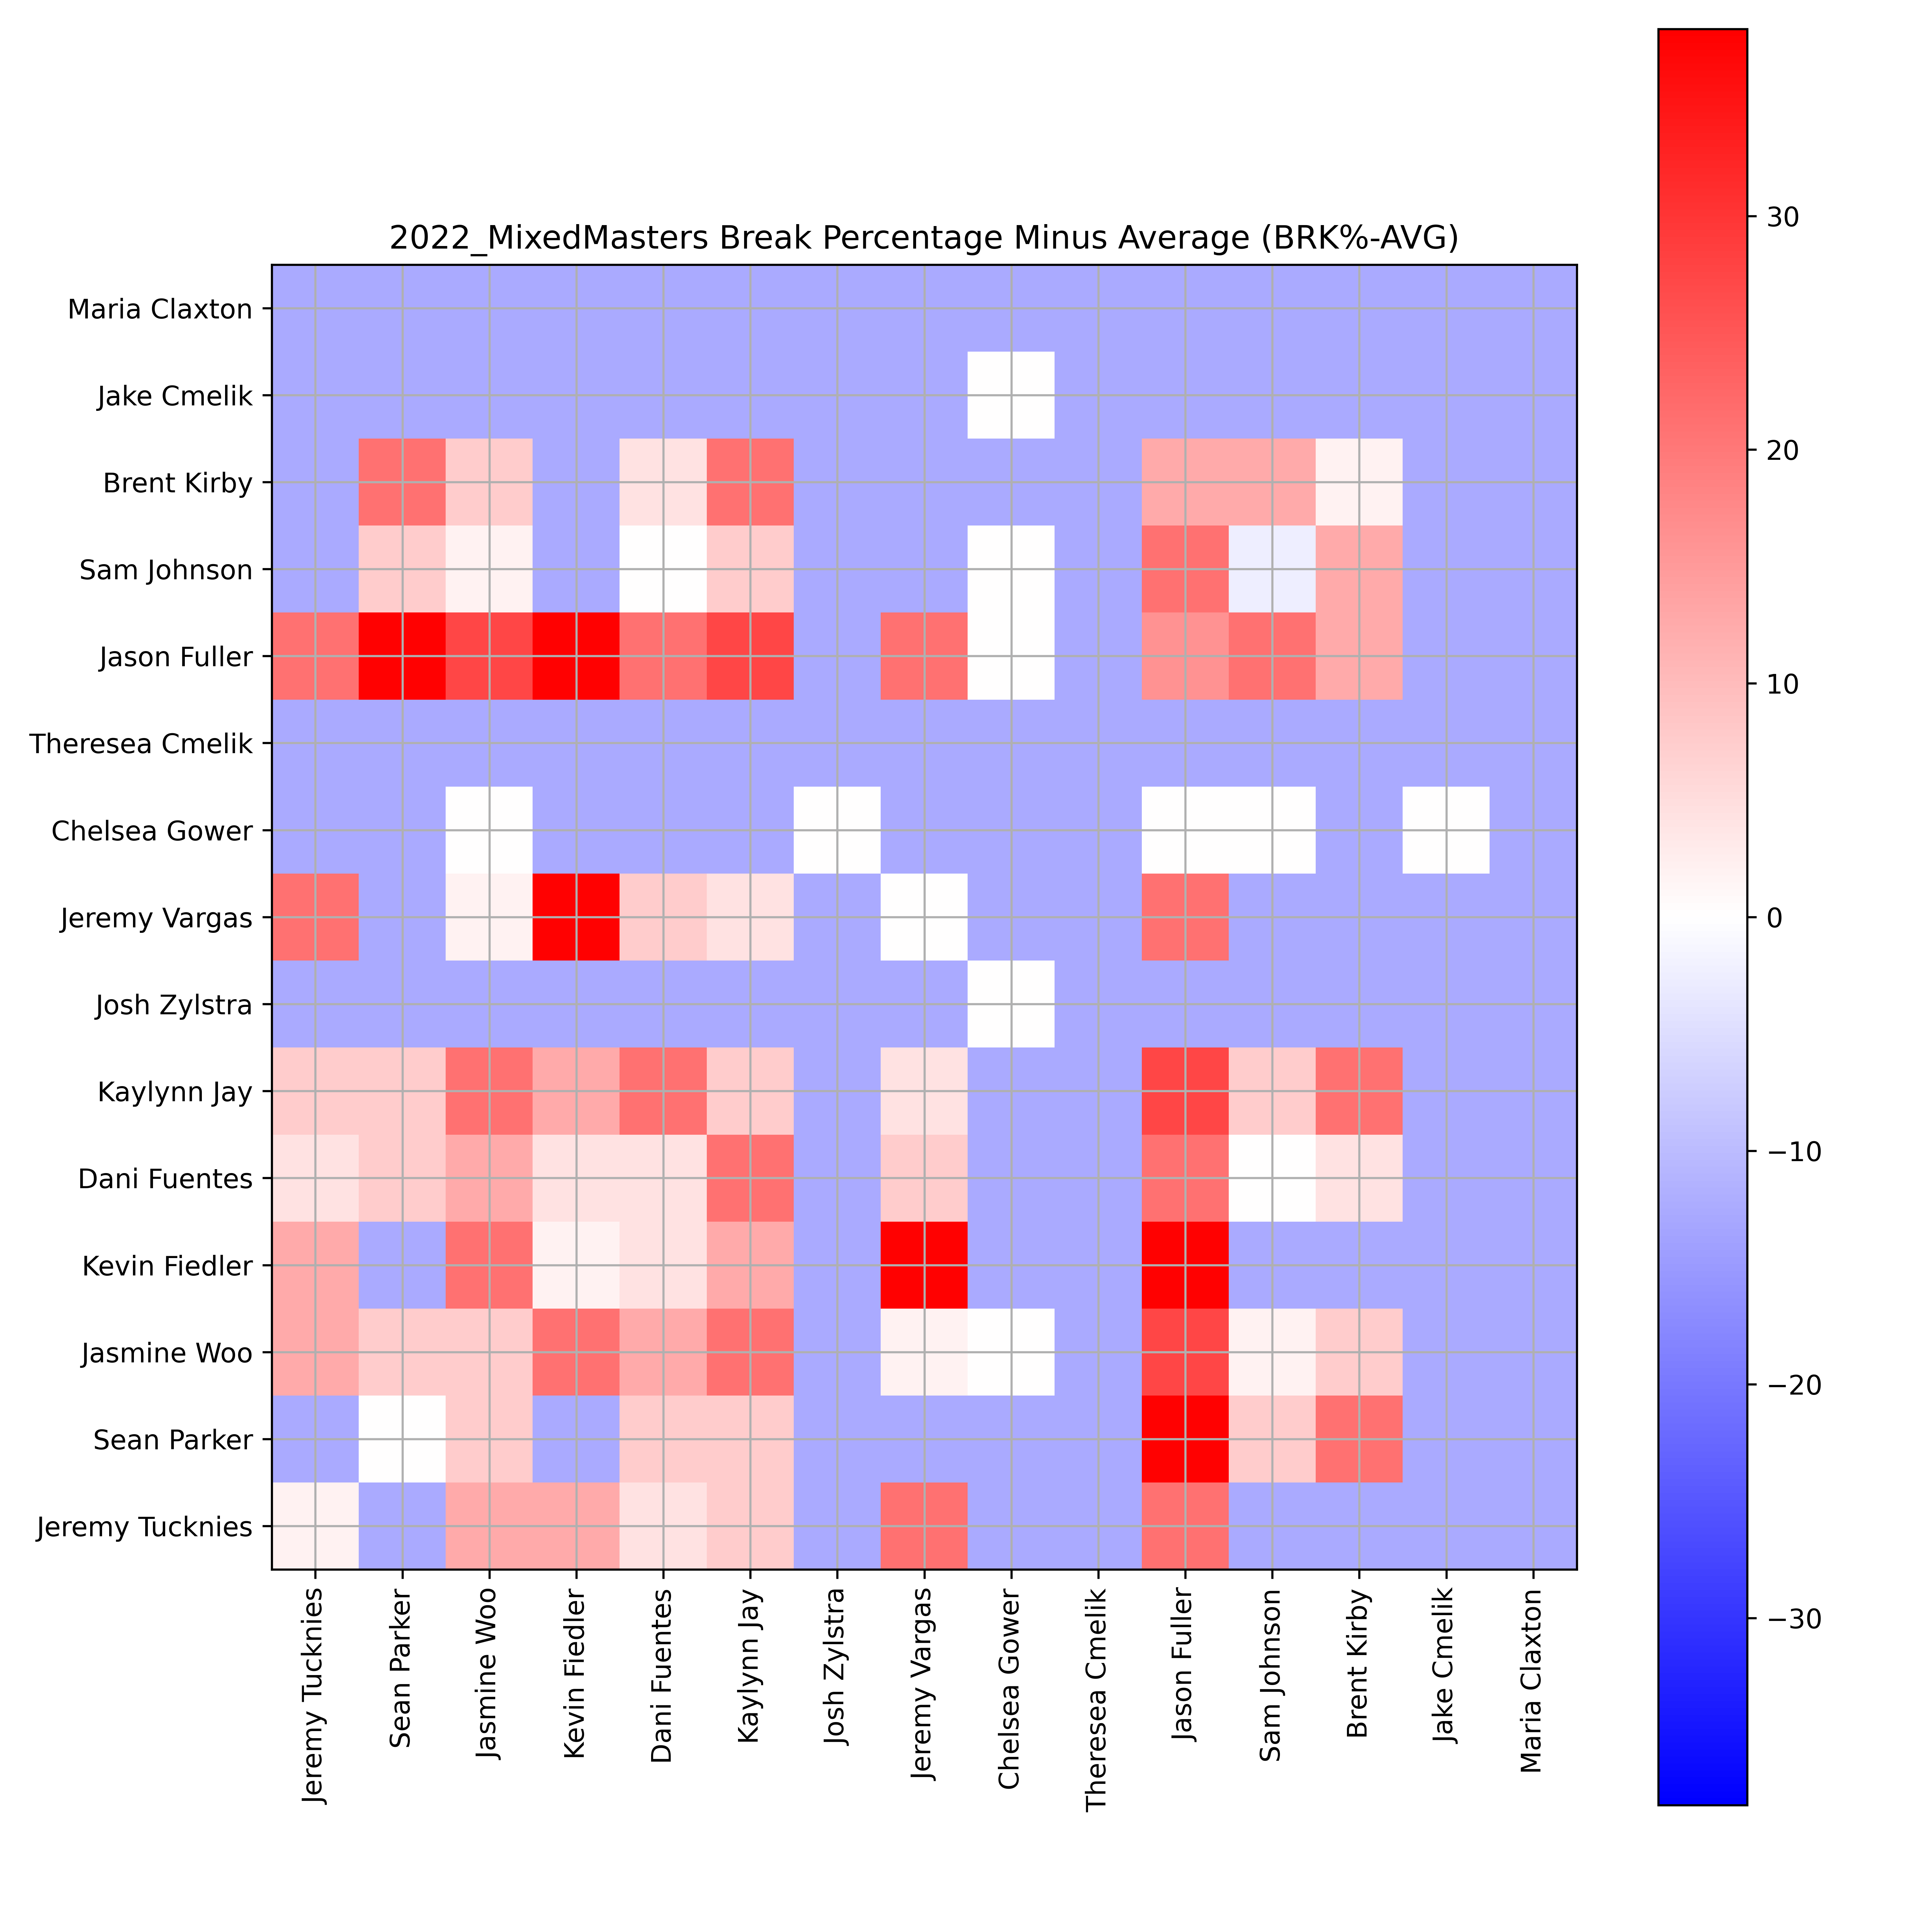 2022_MixedMasters Break Percentage Minus Average (BRK%-AVG)
Maria Claxton
Jake Cmelik
Brent Kirby
Sam Johnson
Jason Fuller
Theresea Cmelik
Chelsea Gower
Jeremy Vargas
Josh Zylstra
Kaylynn Jay
Dani Fuentes
Kevin Fiedler
Jasmine Woo
Sean Parker
Jeremy Tucknies
Jeremy Tucknies
Sean Parker
Jasmine Woo
Kevin Fiedler
Dani Fuentes
Kaylynn Jay
Josh Zylstra
Jeremy Vargas
Chelsea Gower
Theresea Cmelik
Jason Fuller
Sam Johnson
Brent Kirby
Jake Cmelik
Maria Claxton
30
20
10
0
−10
−20
−30